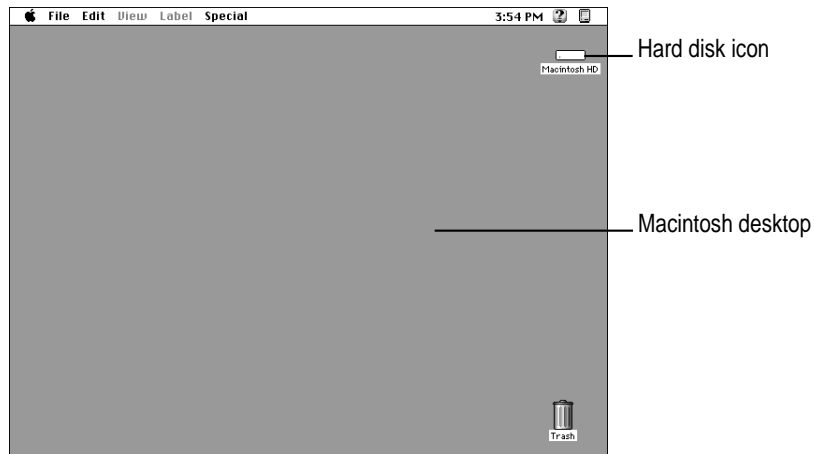 File Edit View Label Special 3:54 PM
Hard disk icon
Macintosh HD
Macintosh desktop
Trash